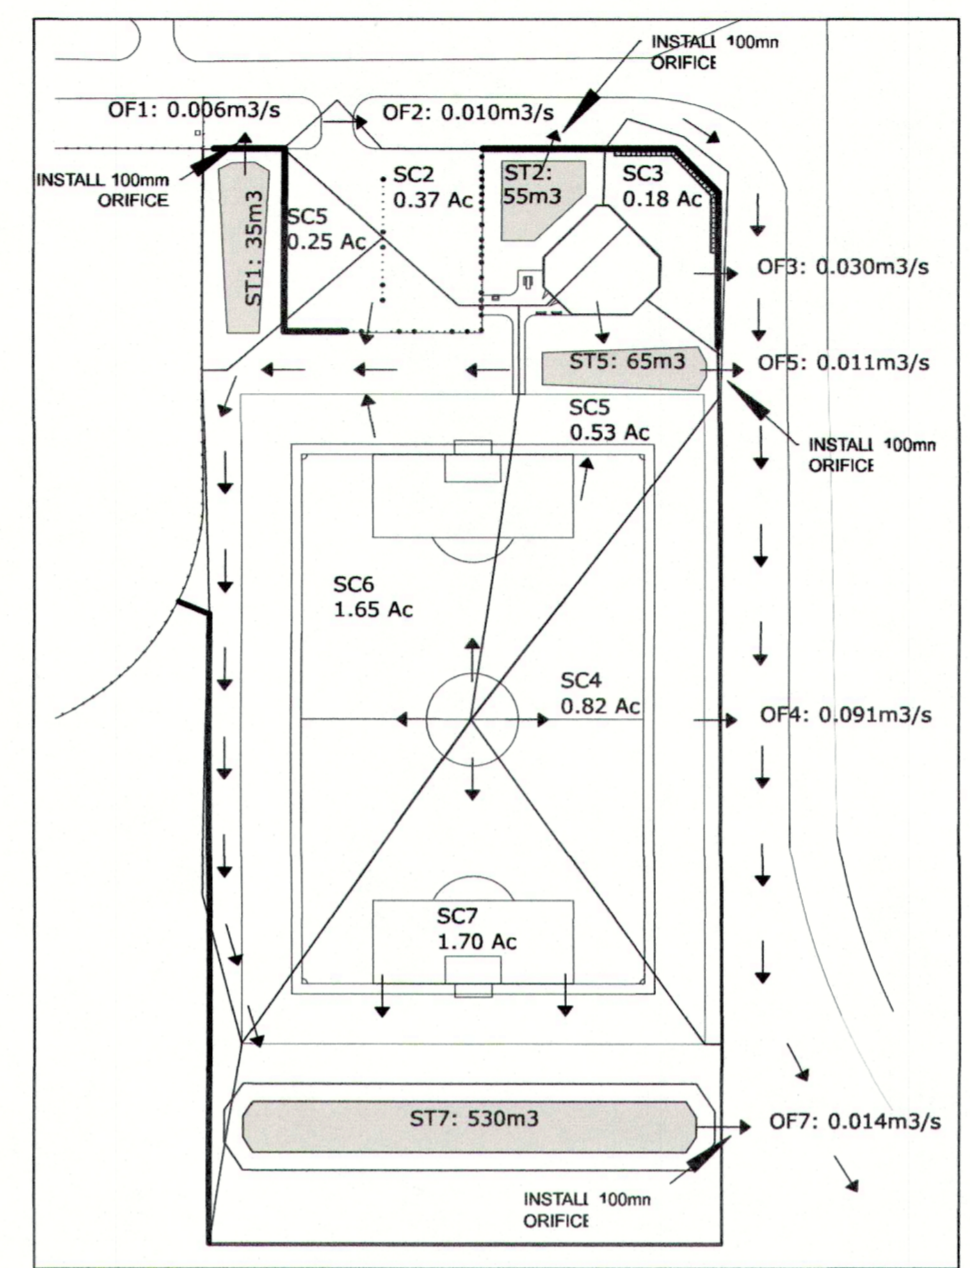 INSTALL 100mn
ORIFICE
OF1: 0.006m3/s
OF2: 0.010m3/s
INSTALL 100mn
ORIFICE
ST1: 35m3
SC5
0.25 Ac
SC2
0.37 Ac
ST2:
55m3
SC3
0.18 Ac
OF3: 0.030m3/s
ST5: 65m3
OF5: 0.011m3/s
SC5
0.53 Ac
INSTALL 100mn
ORIFICE
SC6
1.65 Ac
SC4
0.82 Ac
OF4: 0.091m3/s
SC7
1.70 Ac
ST7: 530m3
OF7: 0.014m3/s
INSTALL 100mn
ORIFICE